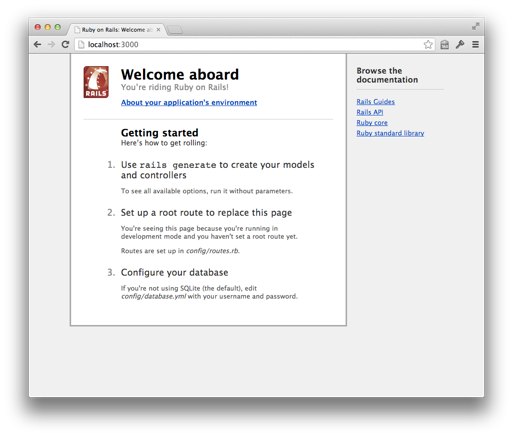 Ruby on Rails: Welcome abo
localhost:3000
RAILS
Welcome aboard
You're riding Ruby on Rails!
About your application's environment
Getting started
Here's how to get rolling:
1. Use rails generate to create your models
and controllers
To see all available options, run it without parameters.
2. Set up a root route to replace this page
You're seeing this page because you're running in
development mode and you haven't set a root route yet.
Routes are set up in config/routes.rb.
3. Configure your database
If you're not using SQLite (the default), edit
config/database.yml with your username and password.
Browse the
documentation
Rails Guides
Rails API
Ruby core
Ruby standard library